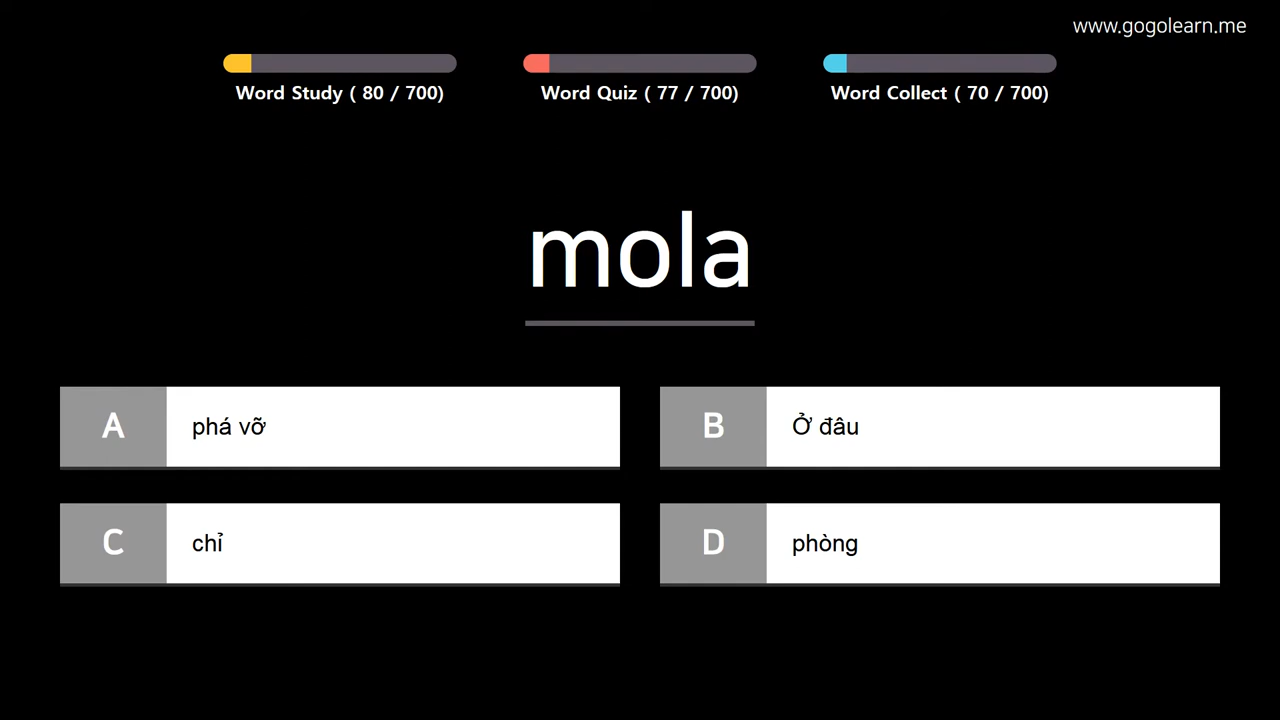 www.gogolearn.me
Word Study ( 80 / 700)
Word Quiz ( 77 / 700)
Word Collect ( 70 / 700)
mola
A phá vỡ
B Ở đâu
C chỉ
D phòng